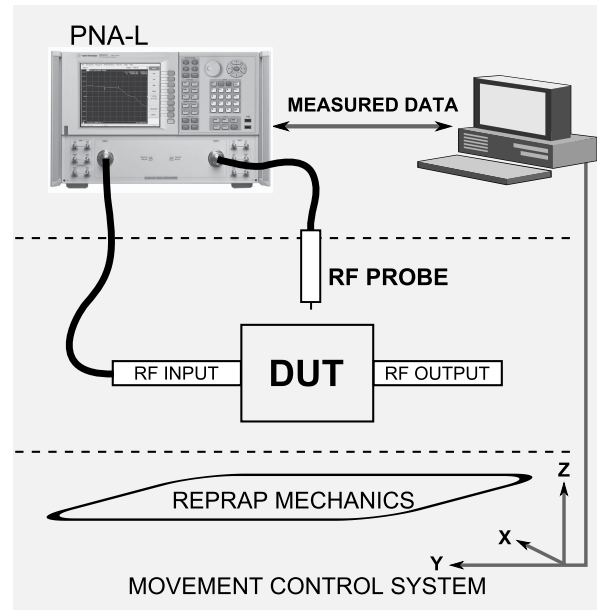 PNA-L
MEASURED DATA
RF PROBE
RF INPUT
DUT
RF OUTPUT
REPRAP MECHANICS
Z
X
Y
MOVEMENT CONTROL SYSTEM